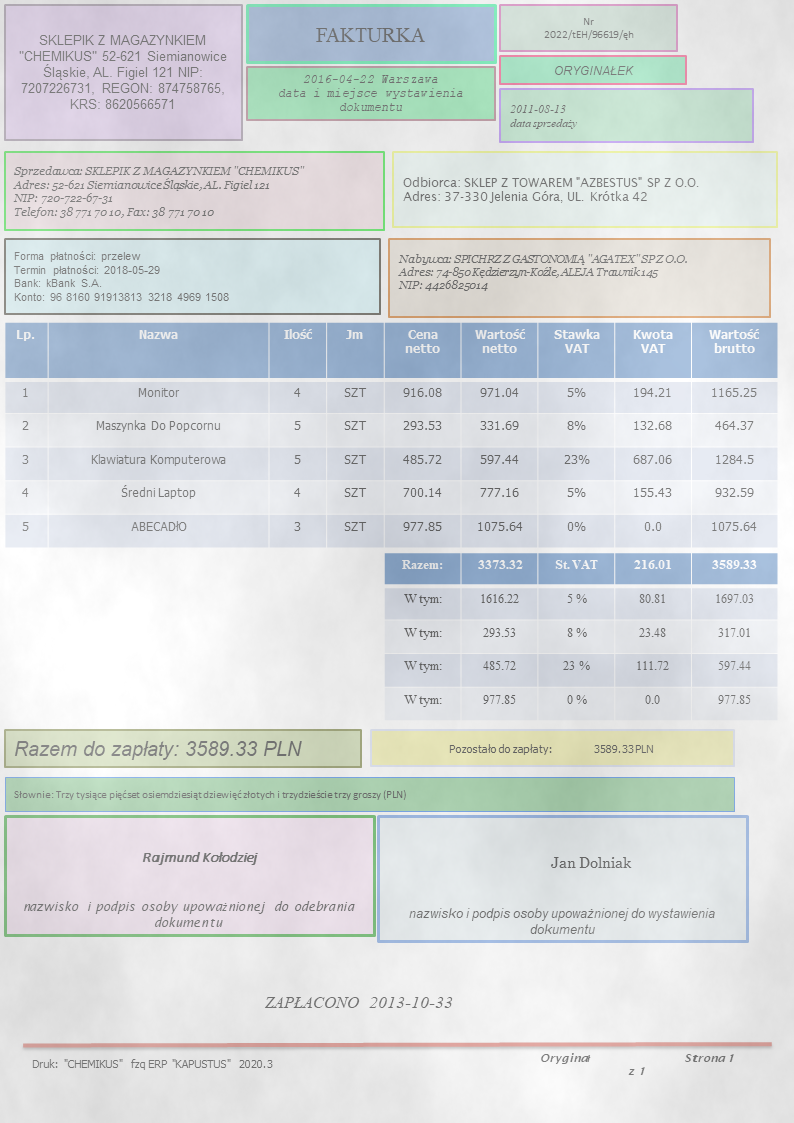 SKLEPIK Z MAGAZYNKIEM
"CHEMIKUS" 52-621 Siemianowice
Śląskie, AL. Figiel 121 NIP:
7207226731, REGON: 874758765,
KRS: 8620566571
FAKTURKA
2016-04-22 Warszawa
data i miejsce wystawienia
dokumentu
Nr
2022/tEH/96619/ęh
ORYGINAŁEK
2011-08-13
data sprzedaży
Sprzedawca: SKLEPIK Z MAGAZYNKIEM "CHEMIKUS"
Adres: 52-621 Siemianowice Śląskie, AL. Figiel 121
NIP: 720-722-67-31
Telefon: 38 771 70 10, Fax: 38 771 70 10
Odbiorca: SKLEP Z TOWAREM "AZBESTUS" SP Z O.O.
Adres: 37-330 Jelenia Góra, UL. Krótka 42
Forma płatności: przelew
Termin płatności: 2018-05-29
Bank: kBank S.A.
Konto: 96 8160 91913813 3218 4969 1508
Nabywca: SPICHRZ Z GASTONOMIĄ "AGATEX" SP Z O.O.
Adres: 74-850 Kędzierzyn-Koźle, ALEJA Trawnik 145
NIP: 4426825014
Lp. Nazwa Ilość Jm Cena netto Wartość netto Stawka VAT Kwota VAT Wartość brutto
1 Monitor 4 SZT 916.08 971.04 5% 194.21 1165.25
2 Maszynka Do Popcornu 5 SZT 293.53 331.69 8% 132.68 464.37
3 Klawiatura Komputerowa 5 SZT 485.72 597.44 23% 687.06 1284.5
4 Średni Laptop 4 SZT 700.14 777.16 5% 155.43 932.59
5 ABECADŁO 3 SZT 977.85 1075.64 0% 0.0 1075.64
Razem: 3373.32 St. VAT 216.01 3589.33
W tym: 1616.22 5 % 80.81 1697.03
W tym: 293.53 8 % 23.48 317.01
W tym: 485.72 23 % 111.72 597.44
W tym: 977.85 0 % 0.0 977.85
Razem do zapłaty: 3589.33 PLN
Pozostało do zapłaty: 3589.33 PLN
Słownie: Trzy tysiące pięćset osiemdziesiąt dziewięć złotych i trzydzieście trzy groszy (PLN)
Rajmund Kołodziej
nazwisko i podpis osoby upoważnionej do odebrania
dokumentu
Jan Dolniak
nazwisko i podpis osoby upoważnionej do wystawienia
dokumentu
ZAPŁACONO 2013-10-33
Druk: "CHEMIKUS" fzq ERP "KAPUSTUS" 2020.3
Oryginał Strona 1
z 1